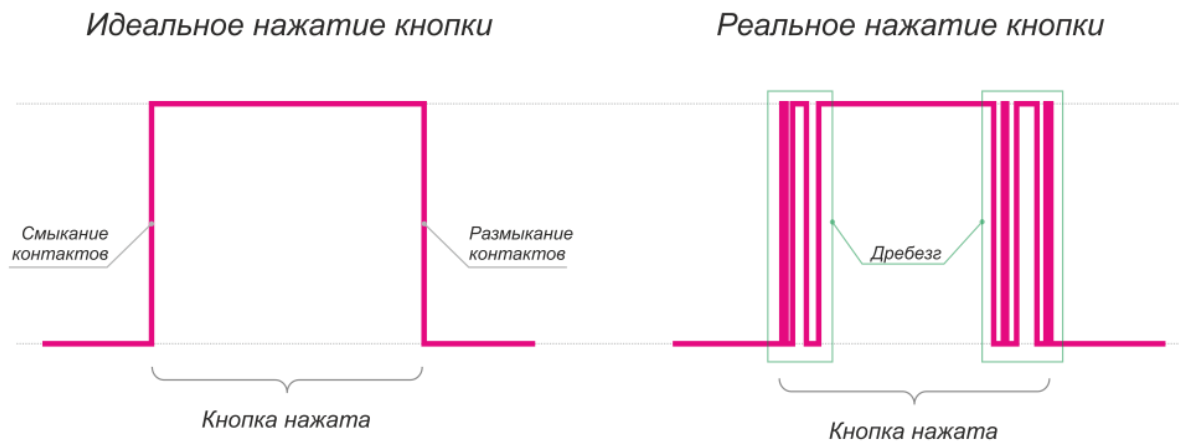 Идеальное нажатие кнопки
Реальное нажатие кнопки
Смыкание
контактов
Размыкание
контактов
Дребезг
Кнопка нажата
Кнопка нажата